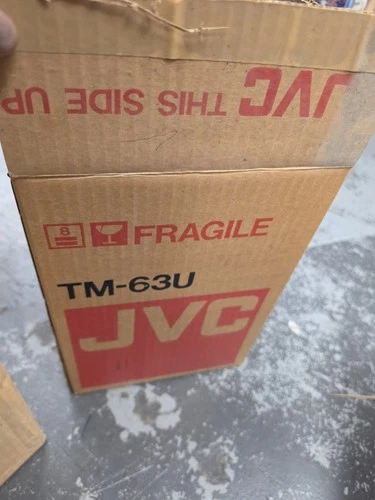 JVC THIS SIDE UP
8
FRAGILE
TM-63U
JVC